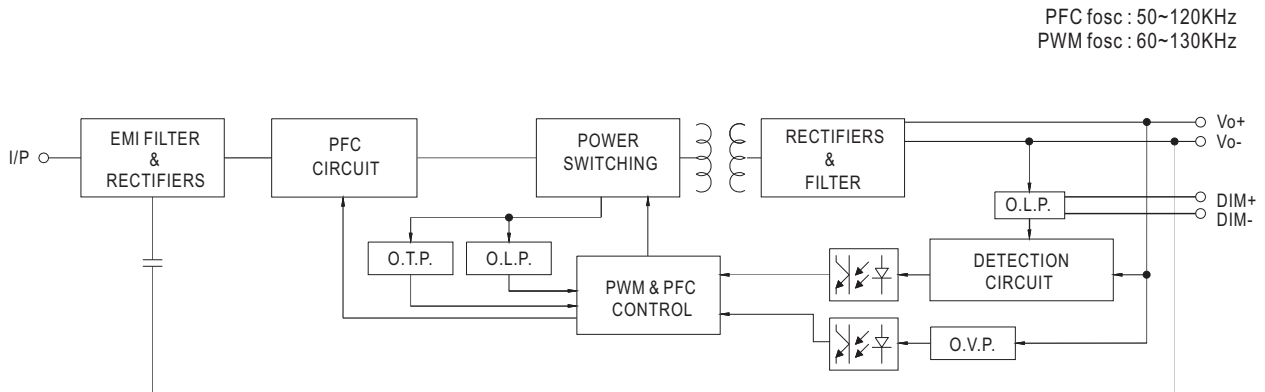 PFC fosc : 50~120KHz
PWM fosc : 60~130KHz
I/P
EMI FILTER
&
RECTIFIERS
PFC
CIRCUIT
POWER
SWITCHING
RECTIFIERS
&
FILTER
Vo+
Vo-
O.L.P.
DIM+
DIM-
O.T.P.
O.L.P.
PWM & PFC
CONTROL
DETECTION
CIRCUIT
O.V.P.